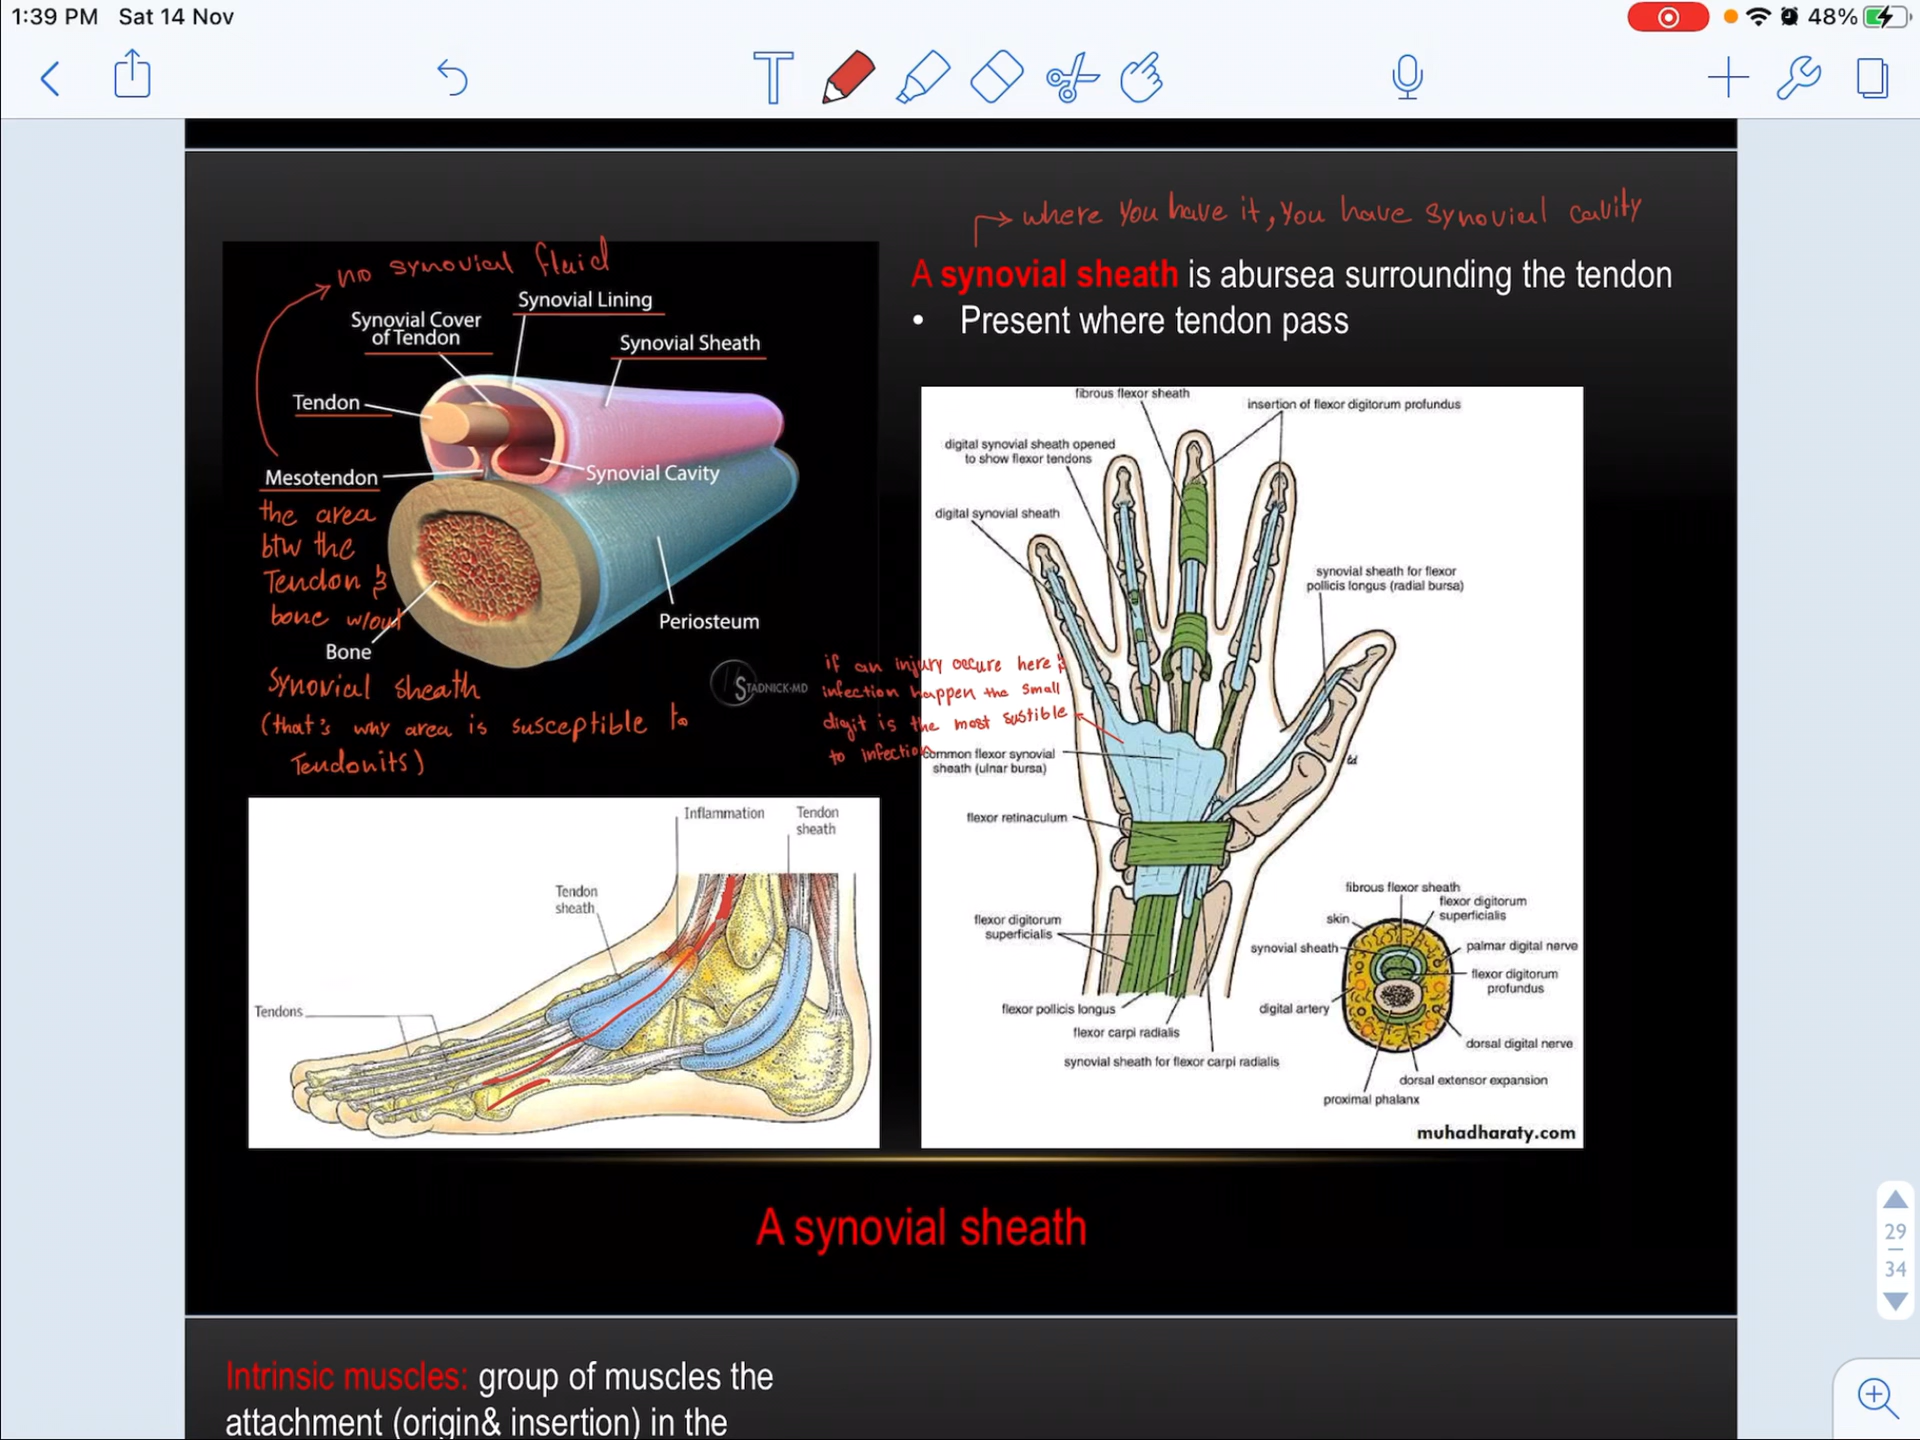 1:39 PM Sat 14 Nov
48%
where you have it, you have synovial cavity
A synovial sheath is abursea surrounding the tendon
• Present where tendon pass
no synovial fluid
Synovial Lining
Synovial Cover
of Tendon
Synovial Sheath
Tendon
Mesotendon
Synovial Cavity
the area
btw the
Tendon &
bone w/out
Bone
Periosteum
Synovial sheath
(that's why area is susceptible to
Tendonits)
STADNICK·MD
if an injury occure here &
infection happen the small
digit is the most sustible
to infection
fibrous flexor sheath
insertion of flexor digitorum profundus
digital synovial sheath opened
to show flexor tendons
digital synovial sheath
synovial sheath for flexor
pollicis longus (radial bursa)
common flexor synovial
sheath (ulnar bursa)
flexor retinaculum
flexor digitorum
superficialis
flexor pollicis longus
flexor carpi radialis
synovial sheath for flexor carpi radialis
fibrous flexor sheath
flexor digitorum
superficialis
skin
synovial sheath
palmar digital nerve
flexor digitorum
profundus
digital artery
dorsal digital nerve
dorsal extensor expansion
proximal phalanx
muhadharaty.com
Inflammation
Tendon
sheath
Tendon
sheath
Tendons
A synovial sheath
29
34
Intrinsic muscles: group of muscles the
attachment (origin& insertion) in the